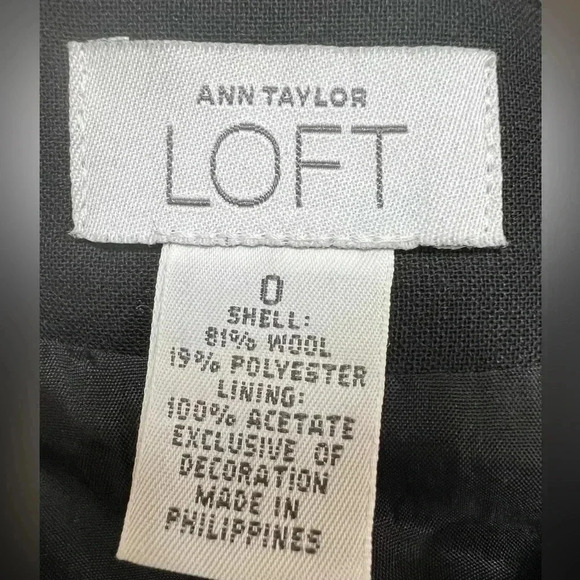 ANN TAYLOR
LOFT
0
SHELL:
81% WOOL
19% POLYESTER
LINING:
100% ACETATE
EXCLUSIVE OF
DECORATION
MADE IN
PHILIPPINES